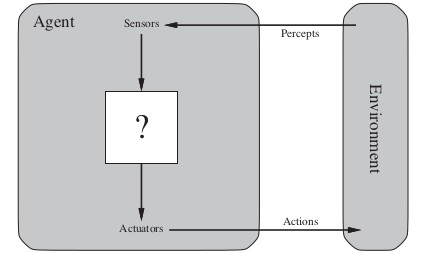 Agent
Sensors
Percepts
?
Environment
Actuators
Actions